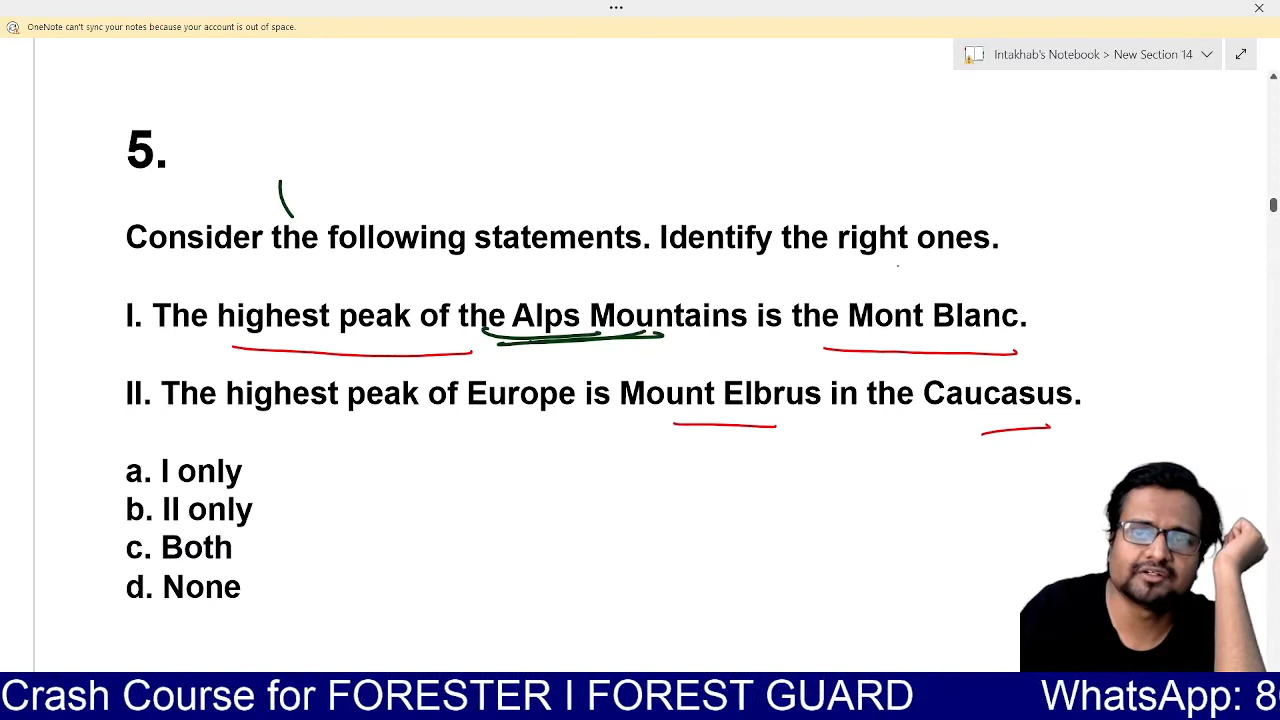 ...
OneNote can't sync your notes because your account is out of space.
Intakhab's Notebook > New Section 14
5.
Consider the following statements. Identify the right ones.
I. The highest peak of the Alps Mountains is the Mont Blanc.
II. The highest peak of Europe is Mount Elbrus in the Caucasus.
a. I only
b. II only
c. Both
d. None
Crash Course for FORESTER I FOREST GUARD WhatsApp: 8